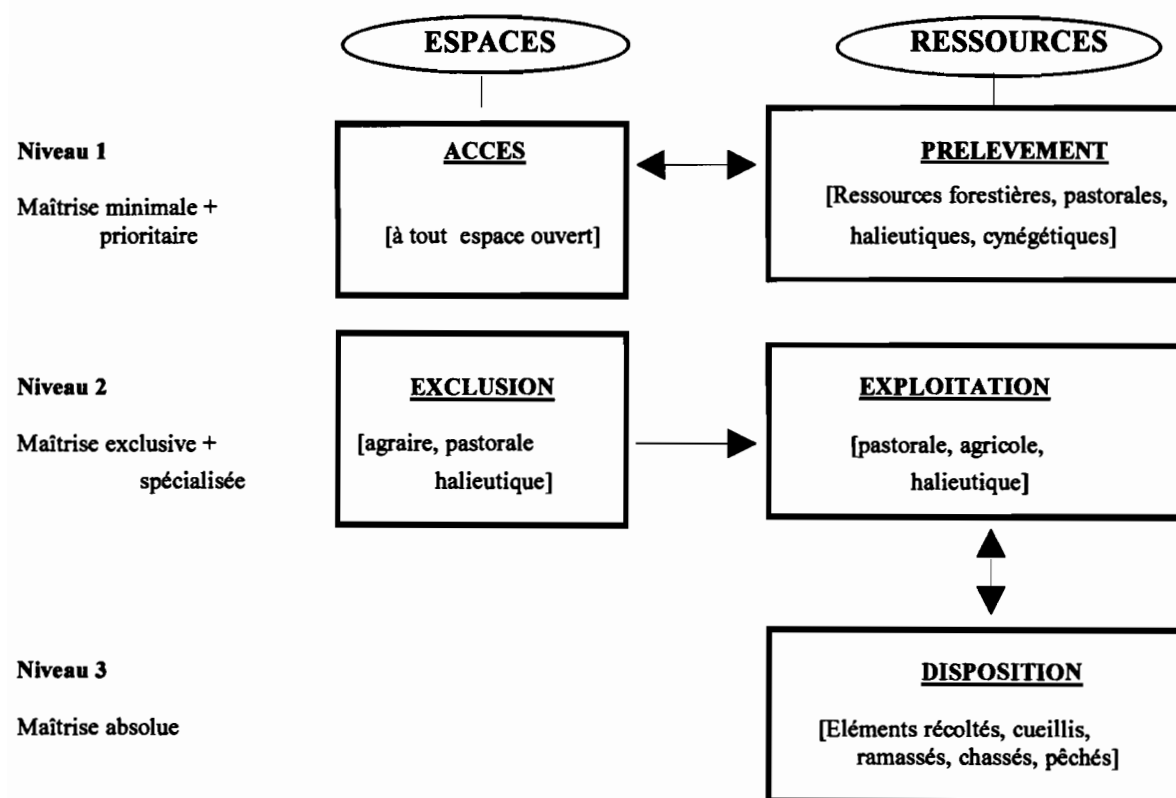 ESPACES
RESSOURCES
Niveau 1
Maîtrise minimale +
prioritaire
ACCES
[à tout espace ouvert]
PRELEVEMENT
[Ressources forestières, pastorales,
halieutiques, cynégétiques]
Niveau 2
Maîtrise exclusive +
spécialisée
EXCLUSION
[agraire, pastorale
halieutique]
EXPLOITATION
[pastorale, agricole,
halieutique]
Niveau 3
Maîtrise absolue
DISPOSITION
[Eléments récoltés, cueillis,
ramassés, chassés, pêchés]